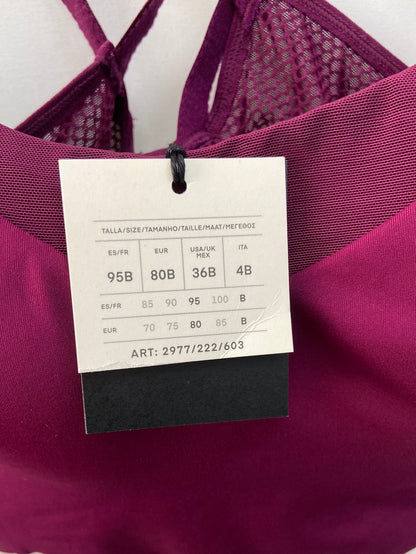 TALLA/SIZE/TAMANHO/TAILLE/MAAT/ΜΕΓΕΘΟΣ
ES/FR EUR USA/UK MEX ITA
95B 80B 36B 4B
ES/FR 85 90 95 100 B
EUR 70 75 80 85 B
ART: 2977/222/603